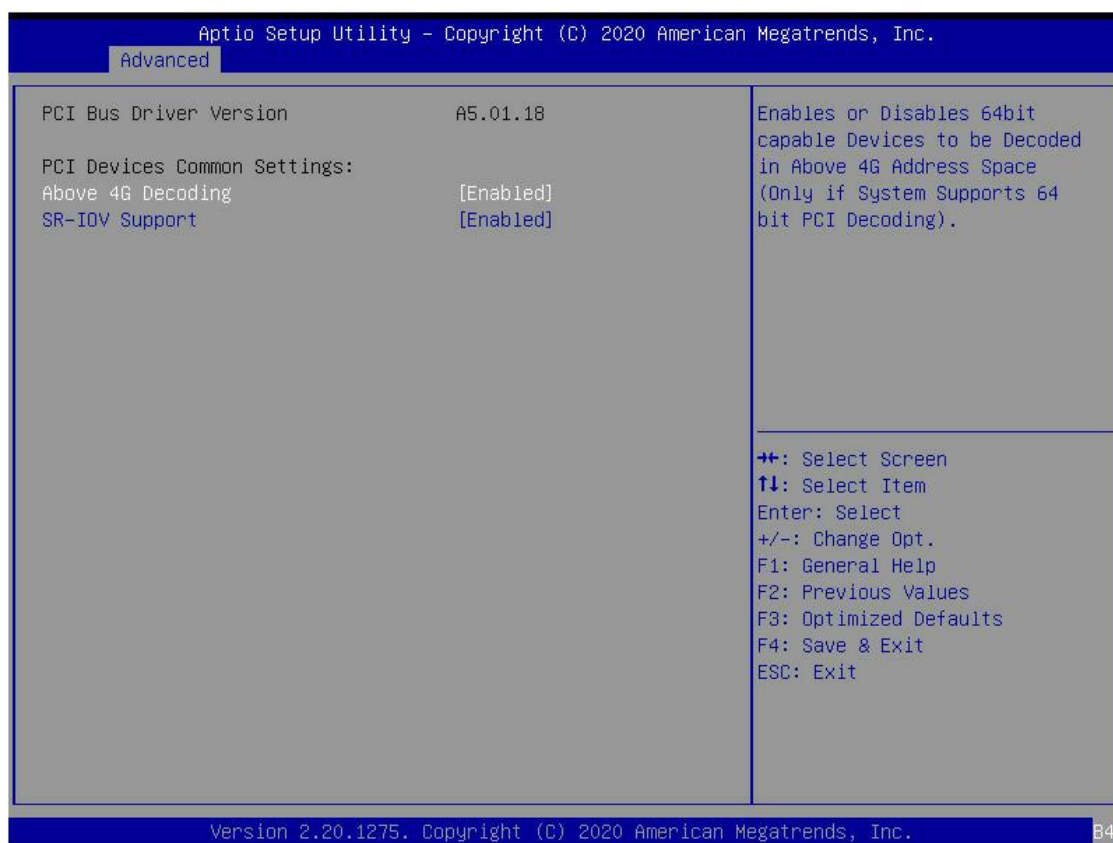 Aptio Setup Utility – Copyright (C) 2020 American Megatrends, Inc.
Advanced
PCI Bus Driver Version A5.01.18
PCI Devices Common Settings:
Above 4G Decoding [Enabled]
SR-IOV Support [Enabled]
Enables or Disables 64bit
capable Devices to be Decoded
in Above 4G Address Space
(Only if System Supports 64
bit PCI Decoding).
→←: Select Screen
↑↓: Select Item
Enter: Select
+/-: Change Opt.
F1: General Help
F2: Previous Values
F3: Optimized Defaults
F4: Save & Exit
ESC: Exit
Version 2.20.1275. Copyright (C) 2020 American Megatrends, Inc.
B4